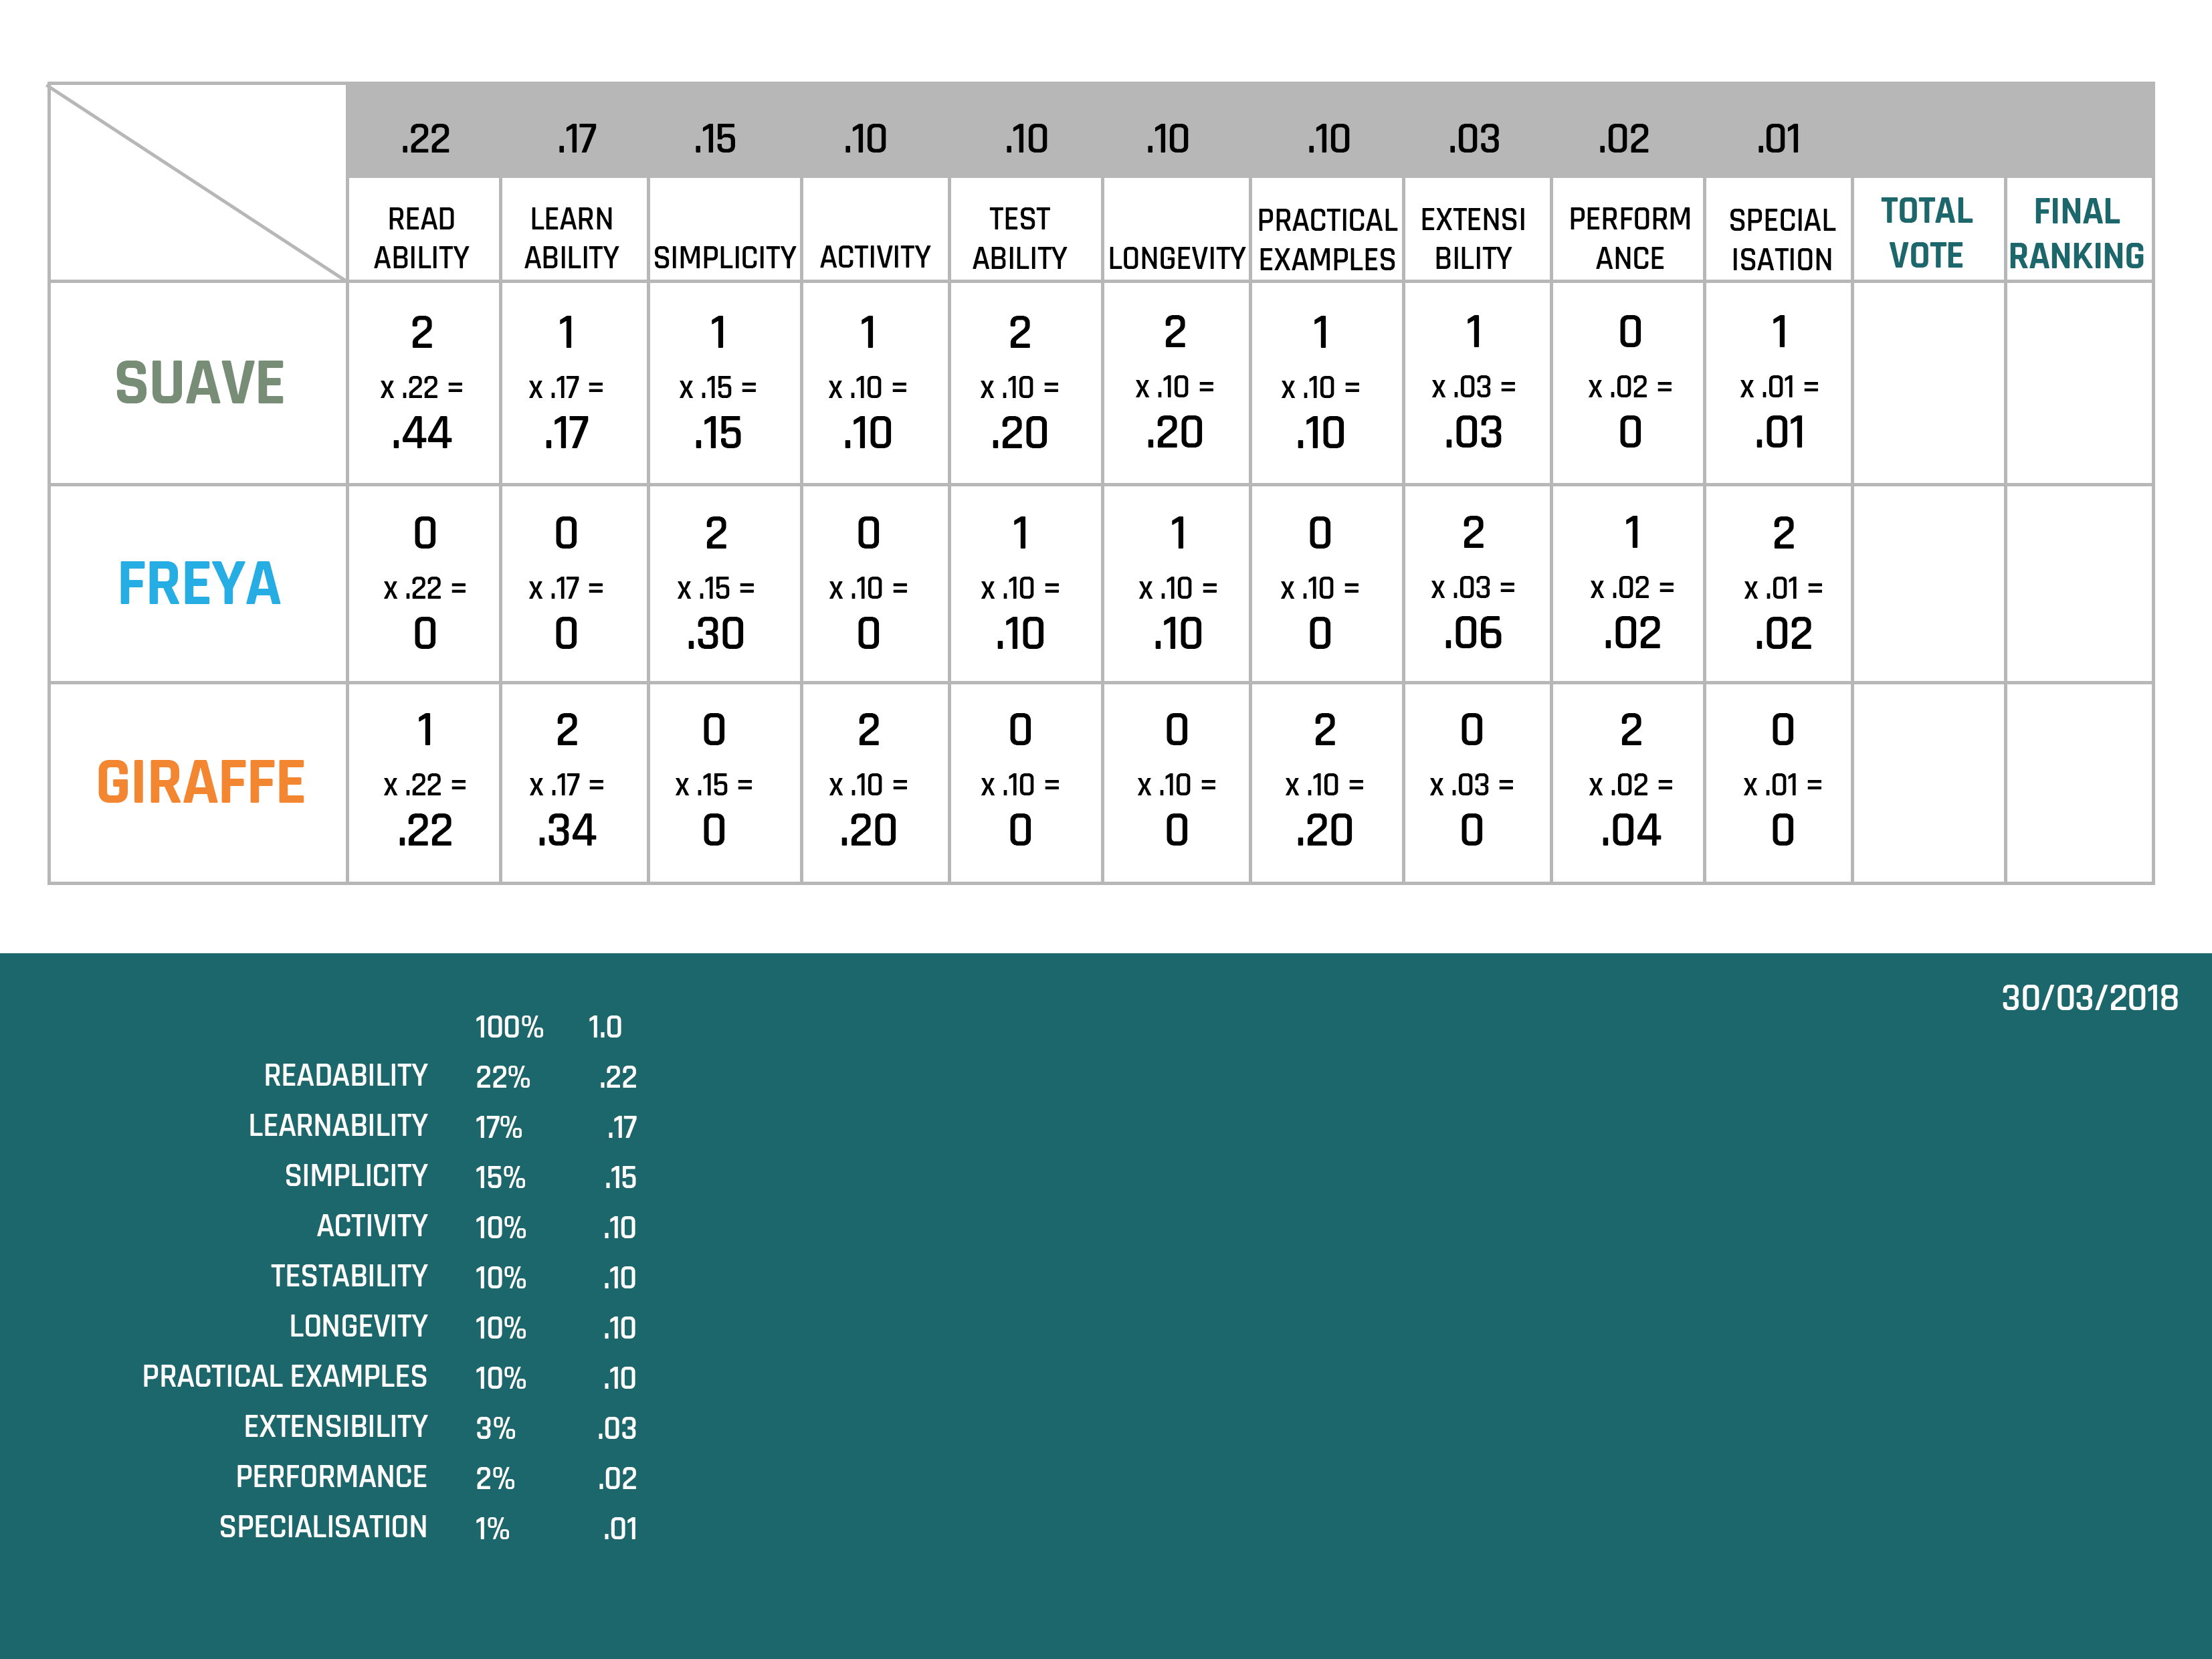 .22 .17 .15 .10 .10 .10 .10 .03 .02 .01
READ ABILITY
LEARN ABILITY
SIMPLICITY
ACTIVITY
TEST ABILITY
LONGEVITY
PRACTICAL EXAMPLES
EXTENSI BILITY
PERFORM ANCE
SPECIAL ISATION
TOTAL VOTE
FINAL RANKING
SUAVE
2 1 1 1 2 2 1 1 0 1
x .22 = x .17 = x .15 = x .10 = x .10 = x .10 = x .10 = x .03 = x .02 = x .01 =
.44 .17 .15 .10 .20 .20 .10 .03 0 .01
FREYA
0 0 2 0 1 1 0 2 1 2
x .22 = x .17 = x .15 = x .10 = x .10 = x .10 = x .10 = x .03 = x .02 = x .01 =
0 0 .30 0 .10 .10 0 .06 .02 .02
GIRAFFE
1 2 0 2 0 0 2 0 2 0
x .22 = x .17 = x .15 = x .10 = x .10 = x .10 = x .10 = x .03 = x .02 = x .01 =
.22 .34 0 .20 0 0 .20 0 .04 0
30/03/2018
100% 1.0
READABILITY 22% .22
LEARNABILITY 17% .17
SIMPLICITY 15% .15
ACTIVITY 10% .10
TESTABILITY 10% .10
LONGEVITY 10% .10
PRACTICAL EXAMPLES 10% .10
EXTENSIBILITY 3% .03
PERFORMANCE 2% .02
SPECIALISATION 1% .01